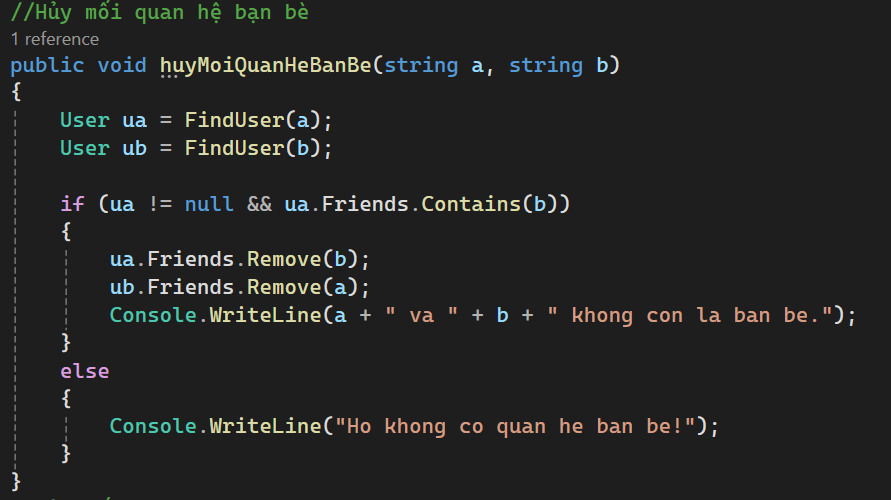 //Hủy mối quan hệ bạn bè
1 reference
public void huyMoiQuanHeBanBe(string a, string b)
{
User ua = FindUser(a);
User ub = FindUser(b);
if (ua != null && ua.Friends.Contains(b))
{
ua.Friends.Remove(b);
ub.Friends.Remove(a);
Console.WriteLine(a + " va " + b + " khong con la ban be.");
}
else
{
Console.WriteLine("Ho khong co quan he ban be!");
}
}